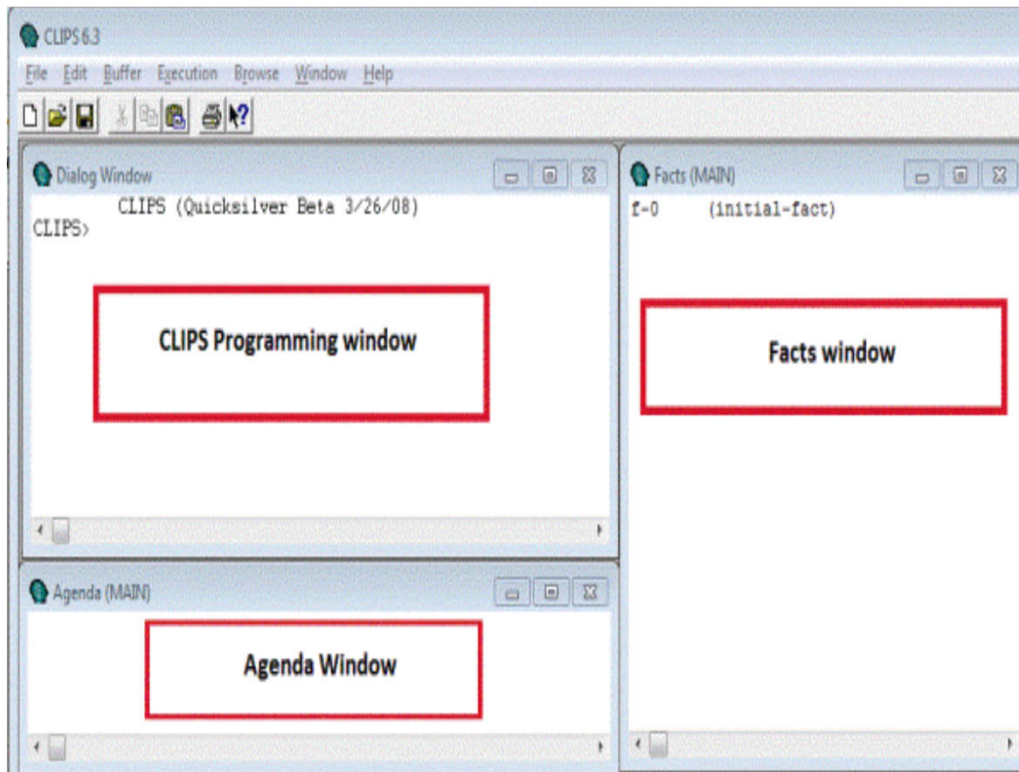 CLIPS 6.3
File Edit Buffer Execution Browse Window Help
Dialog Window
CLIPS (Quicksilver Beta 3/26/08)
CLIPS>
CLIPS Programming window
Facts (MAIN)
f-0 (initial-fact)
Facts window
Agenda (MAIN)
Agenda Window